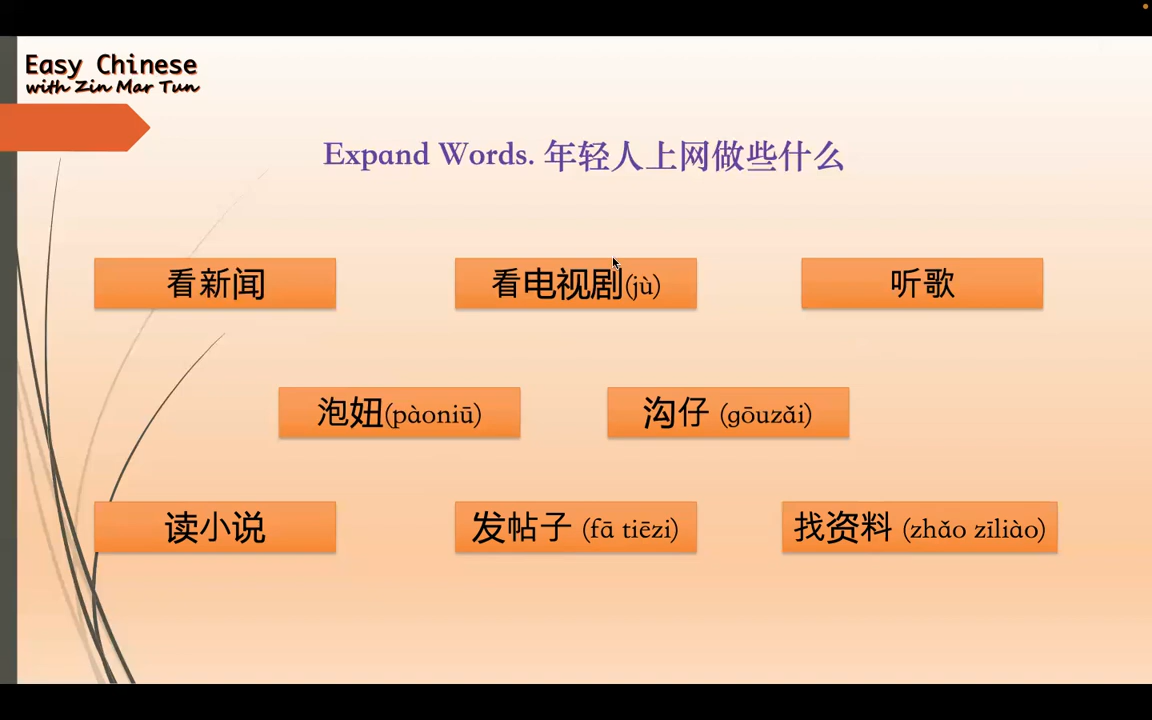 Easy Chinese
with Zin Mar Tun
Expand Words. 年轻人上网做些什么
看新闻
看电视剧(jù)
听歌
泡妞(pàoniū)
沟仔 (gōuzǎi)
读小说
发帖子 (fā tiēzi)
找资料 (zhǎo zīliào)